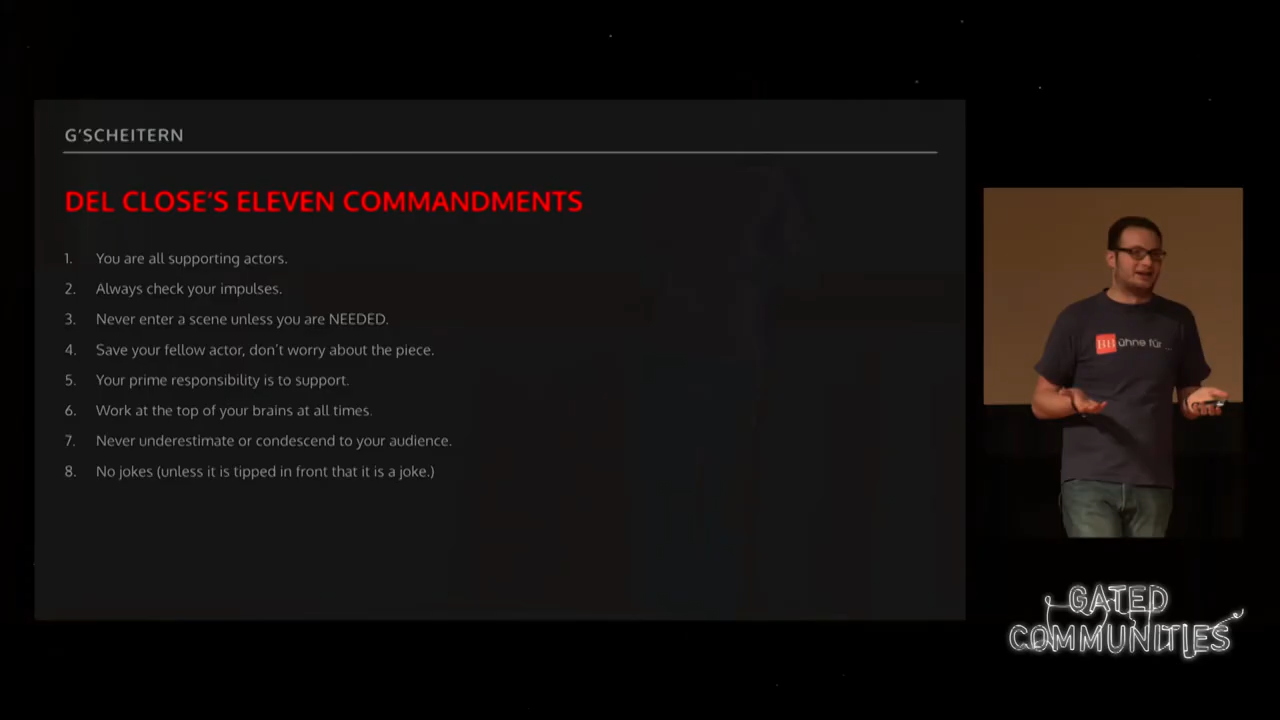 G'SCHEITERN
DEL CLOSE'S ELEVEN COMMANDMENTS
1. You are all supporting actors.
2. Always check your impulses.
3. Never enter a scene unless you are NEEDED.
4. Save your fellow actor, don´t worry about the piece.
5. Your prime responsibility is to support.
6. Work at the top of your brains at all times.
7. Never underestimate or condescend to your audience.
8. No jokes (unless it is tipped in front that it is a joke.)
BB ühne für ...
GATED
COMMUNITIES